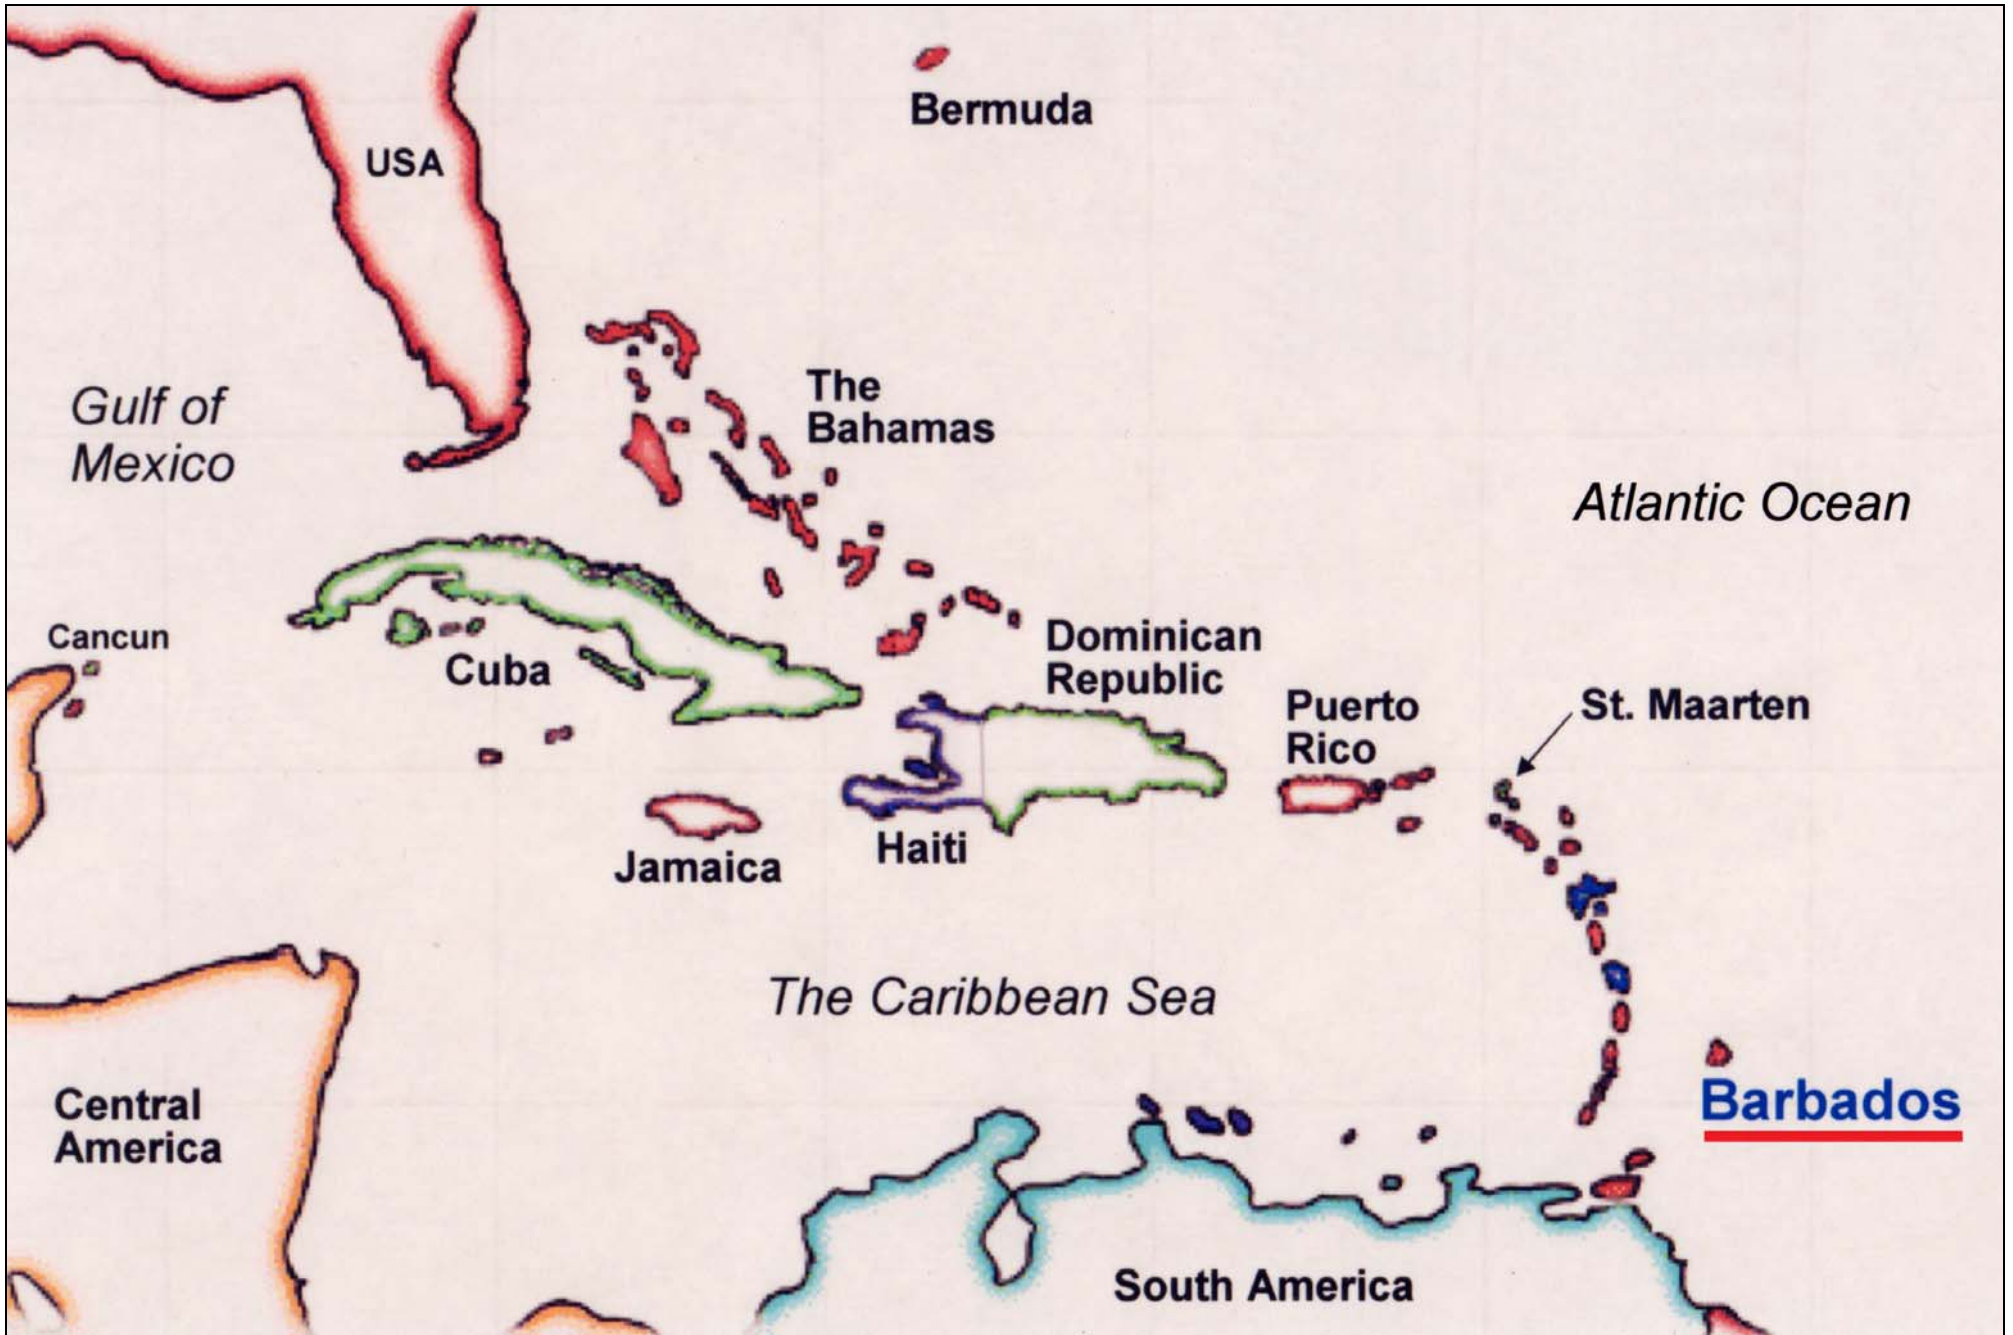 Bermuda
USA
The
Bahamas
Gulf of
Mexico
Atlantic Ocean
Cancun
Cuba
Dominican
Republic
Puerto
Rico
St. Maarten
Jamaica
Haiti
The Caribbean Sea
Central
America
Barbados
South America